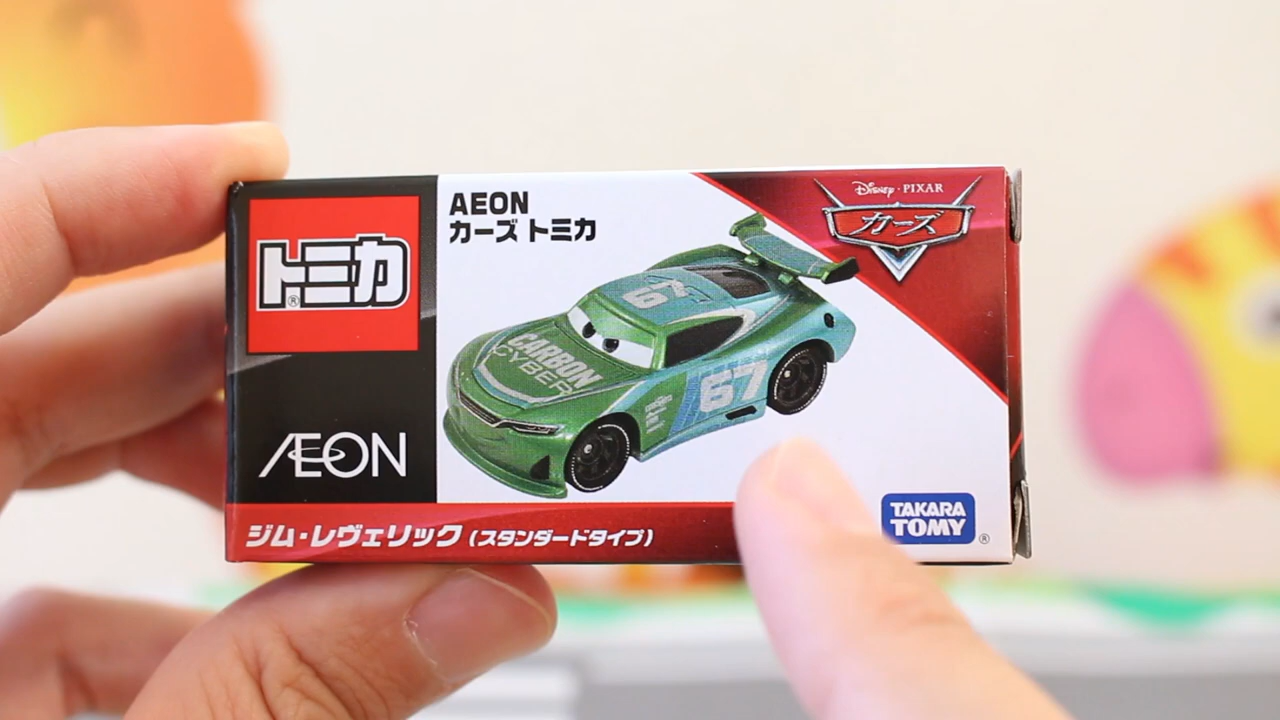 トミカ
®
ÆON
AEON
カーズ トミカ
Disney · PIXAR
カーズ
67
CARBON
CYBER
67
ジム・レヴェリック (スタンダードタイプ)
TAKARA
TOMY
®